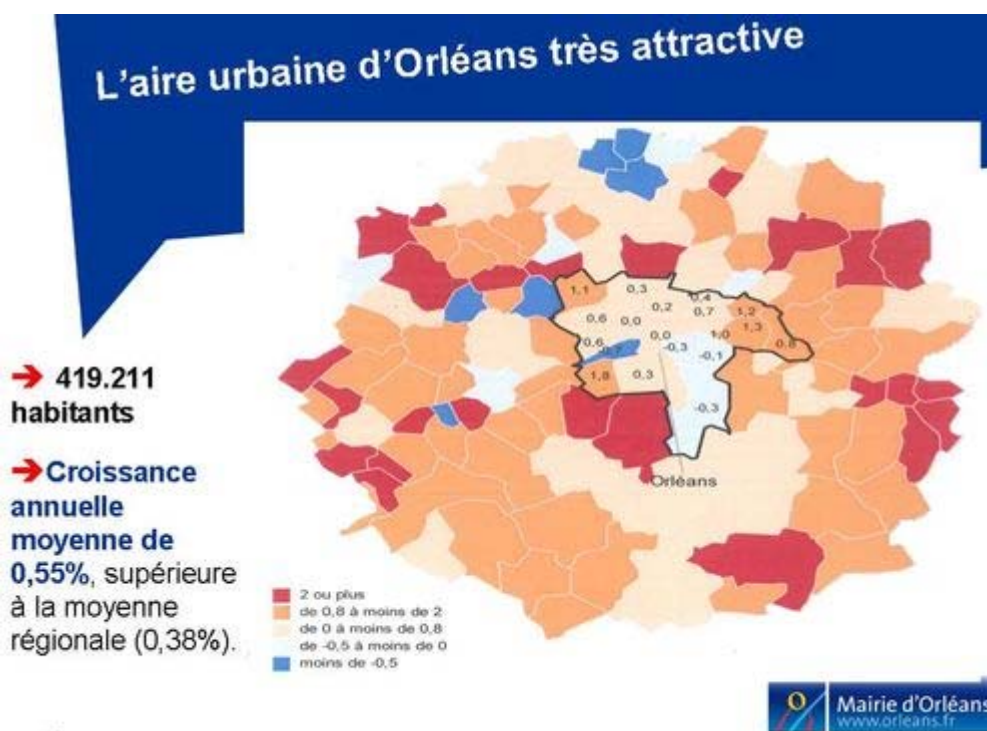 L'aire urbaine d'Orléans très attractive
1,1
0,3
0,4
0,2
0,7
1,2
0,6
0,0
1,3
0,0
1,0
0,6
-0,3
0,8
-0,7
-0,1
1,8
0,3
-0,3
Orléans
➔ 419.211
habitants
➔Croissance
annuelle
moyenne de
0,55%, supérieure
à la moyenne
régionale (0,38%).
2 ou plus
de 0,8 à moins de 2
de 0 à moins de 0,8
de -0,5 à moins de 0
moins de -0,5
Mairie d'Orléans
www.orleans.fr